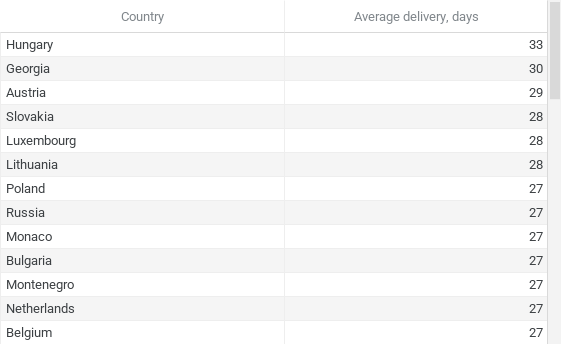 Country Average delivery, days
Hungary 33
Georgia 30
Austria 29
Slovakia 28
Luxembourg 28
Lithuania 28
Poland 27
Russia 27
Monaco 27
Bulgaria 27
Montenegro 27
Netherlands 27
Belgium 27